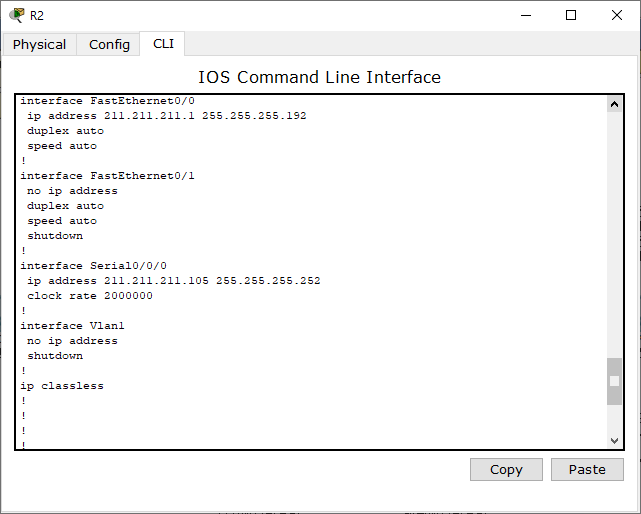 R2
Physical Config CLI
IOS Command Line Interface
interface FastEthernet0/0
 ip address 211.211.211.1 255.255.255.192
 duplex auto
 speed auto
!
interface FastEthernet0/1
 no ip address
 duplex auto
 speed auto
 shutdown
!
interface Serial0/0/0
 ip address 211.211.211.105 255.255.255.252
 clock rate 2000000
!
interface Vlan1
 no ip address
 shutdown
!
ip classless
!
!
!
!
Copy Paste